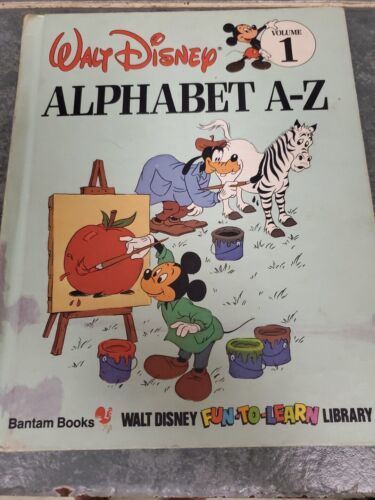 WALT DISNEY
VOLUME
1
ALPHABET A-Z
Bantam Books
WALT DISNEY FUN-TO-LEARN LIBRARY